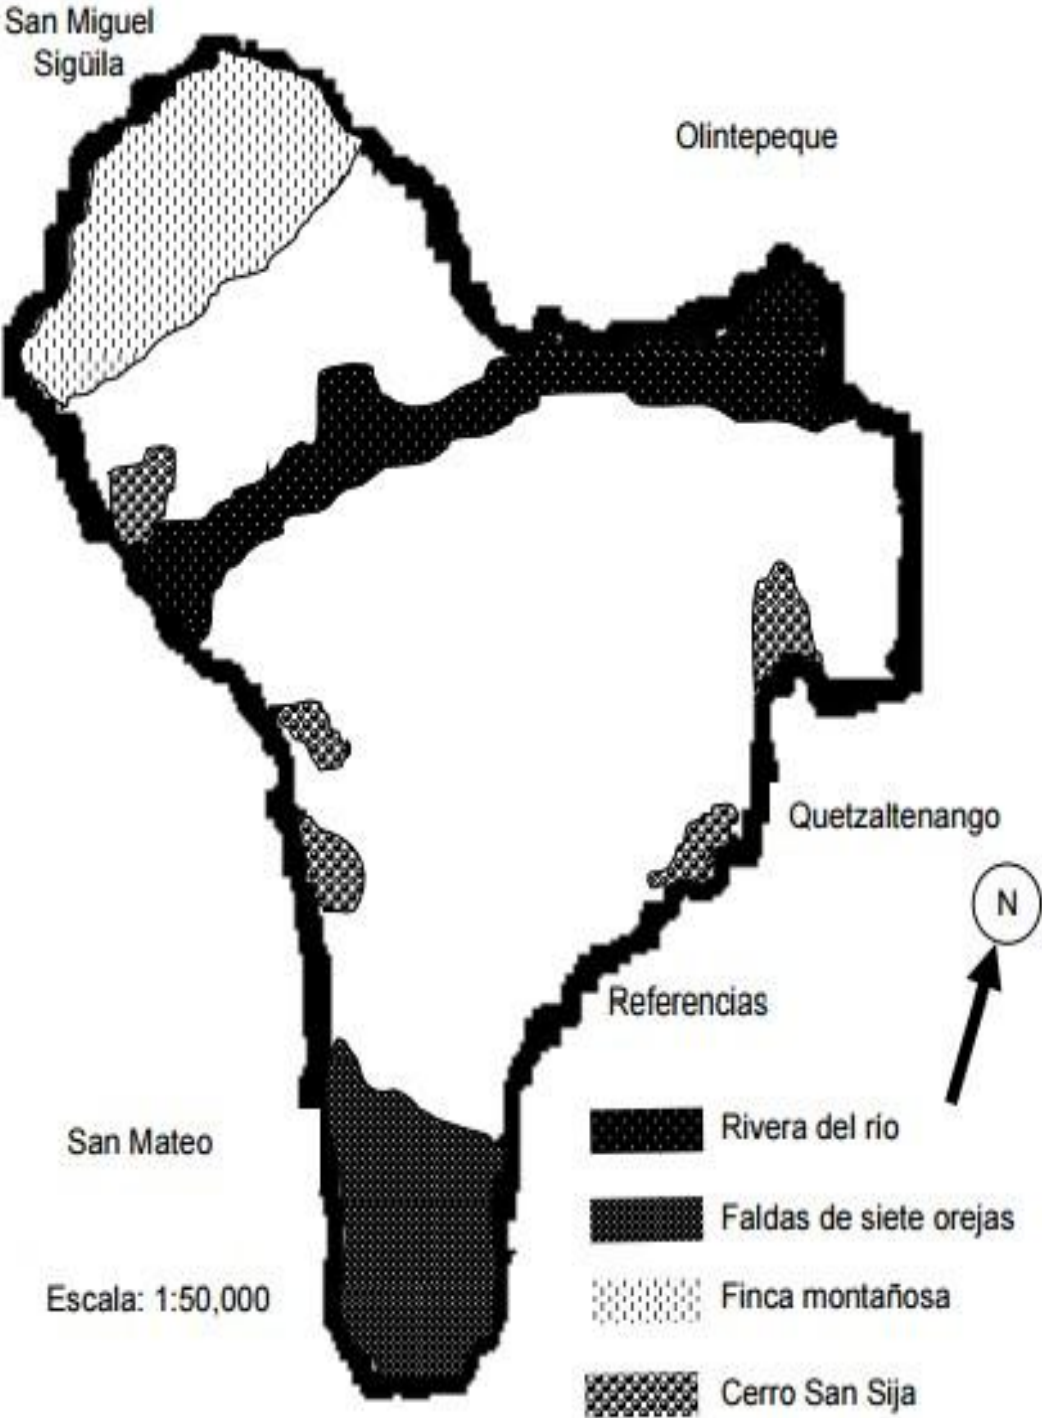 San Miguel
Sigüila
Olintepeque
Quetzaltenango
N
Referencias
Rivera del río
San Mateo
Faldas de siete orejas
Escala: 1:50,000
Finca montañosa
Cerro San Sija